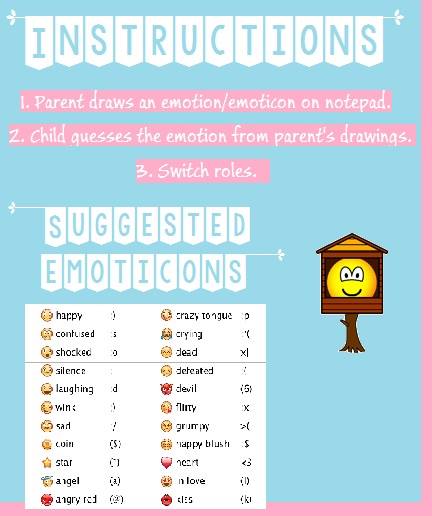 INSTRUCTIONS
1. Parent draws an emotion/emoticon on notepad.
2. Child guesses the emotion from parent's drawings.
3. Switch roles.
SUGGESTED
EMOTICONS
happy :) crazy tongue :p
confused :s crying :'(
shocked :o dead x|
silence : defeated :(
laughing :d devil (6)
wink ;) flirty :x
sad :/ grumpy >(
coin ($) happy blush :$
star (*) heart <3
angel (a) in love (l)
angry red (@) kiss (k)